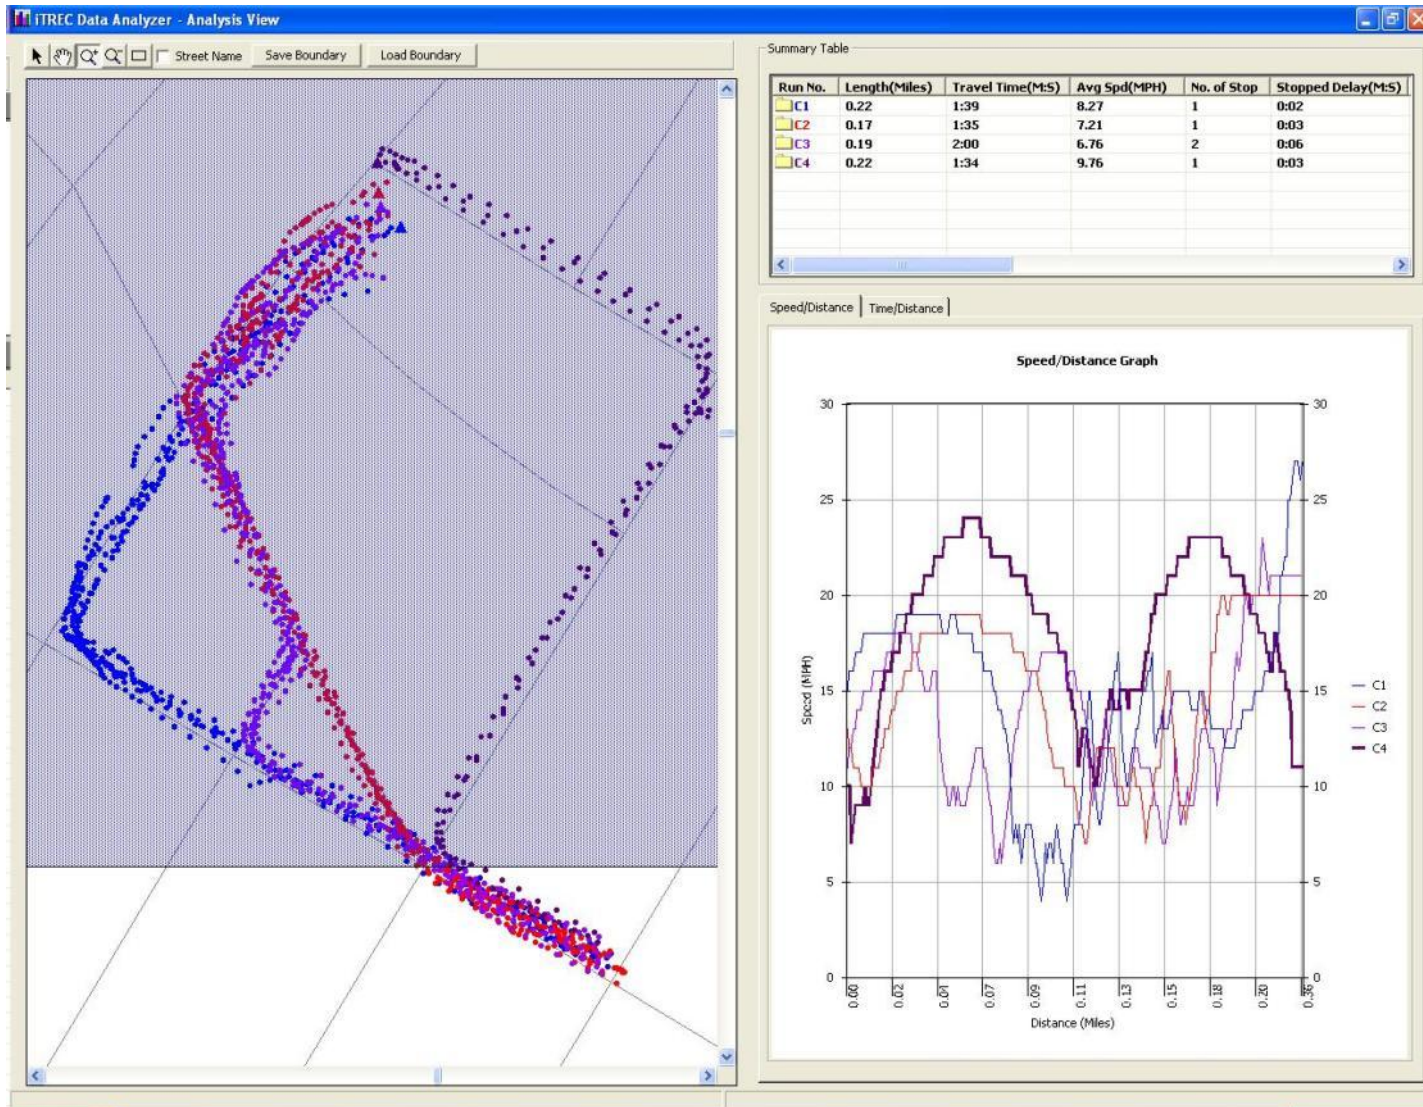 iTREC Data Analyzer - Analysis View
Street Name Save Boundary Load Boundary
Summary Table
Run No. Length(Miles) Travel Time(M:S) Avg Spd(MPH) No. of Stop Stopped Delay(M:S)
C1 0.22 1:39 8.27 1 0:02
C2 0.17 1:35 7.21 1 0:03
C3 0.19 2:00 6.76 2 0:06
C4 0.22 1:34 9.76 1 0:03
Speed/Distance Time/Distance
Speed/Distance Graph
30 30
25 25
20 20
15 15
10 10
5 5
0 0
Speed (MPH)
C1
C2
C3
C4
0.00 0.02 0.04 0.07 0.09 0.11 0.13 0.15 0.18 0.20 0.36
Distance (Miles)